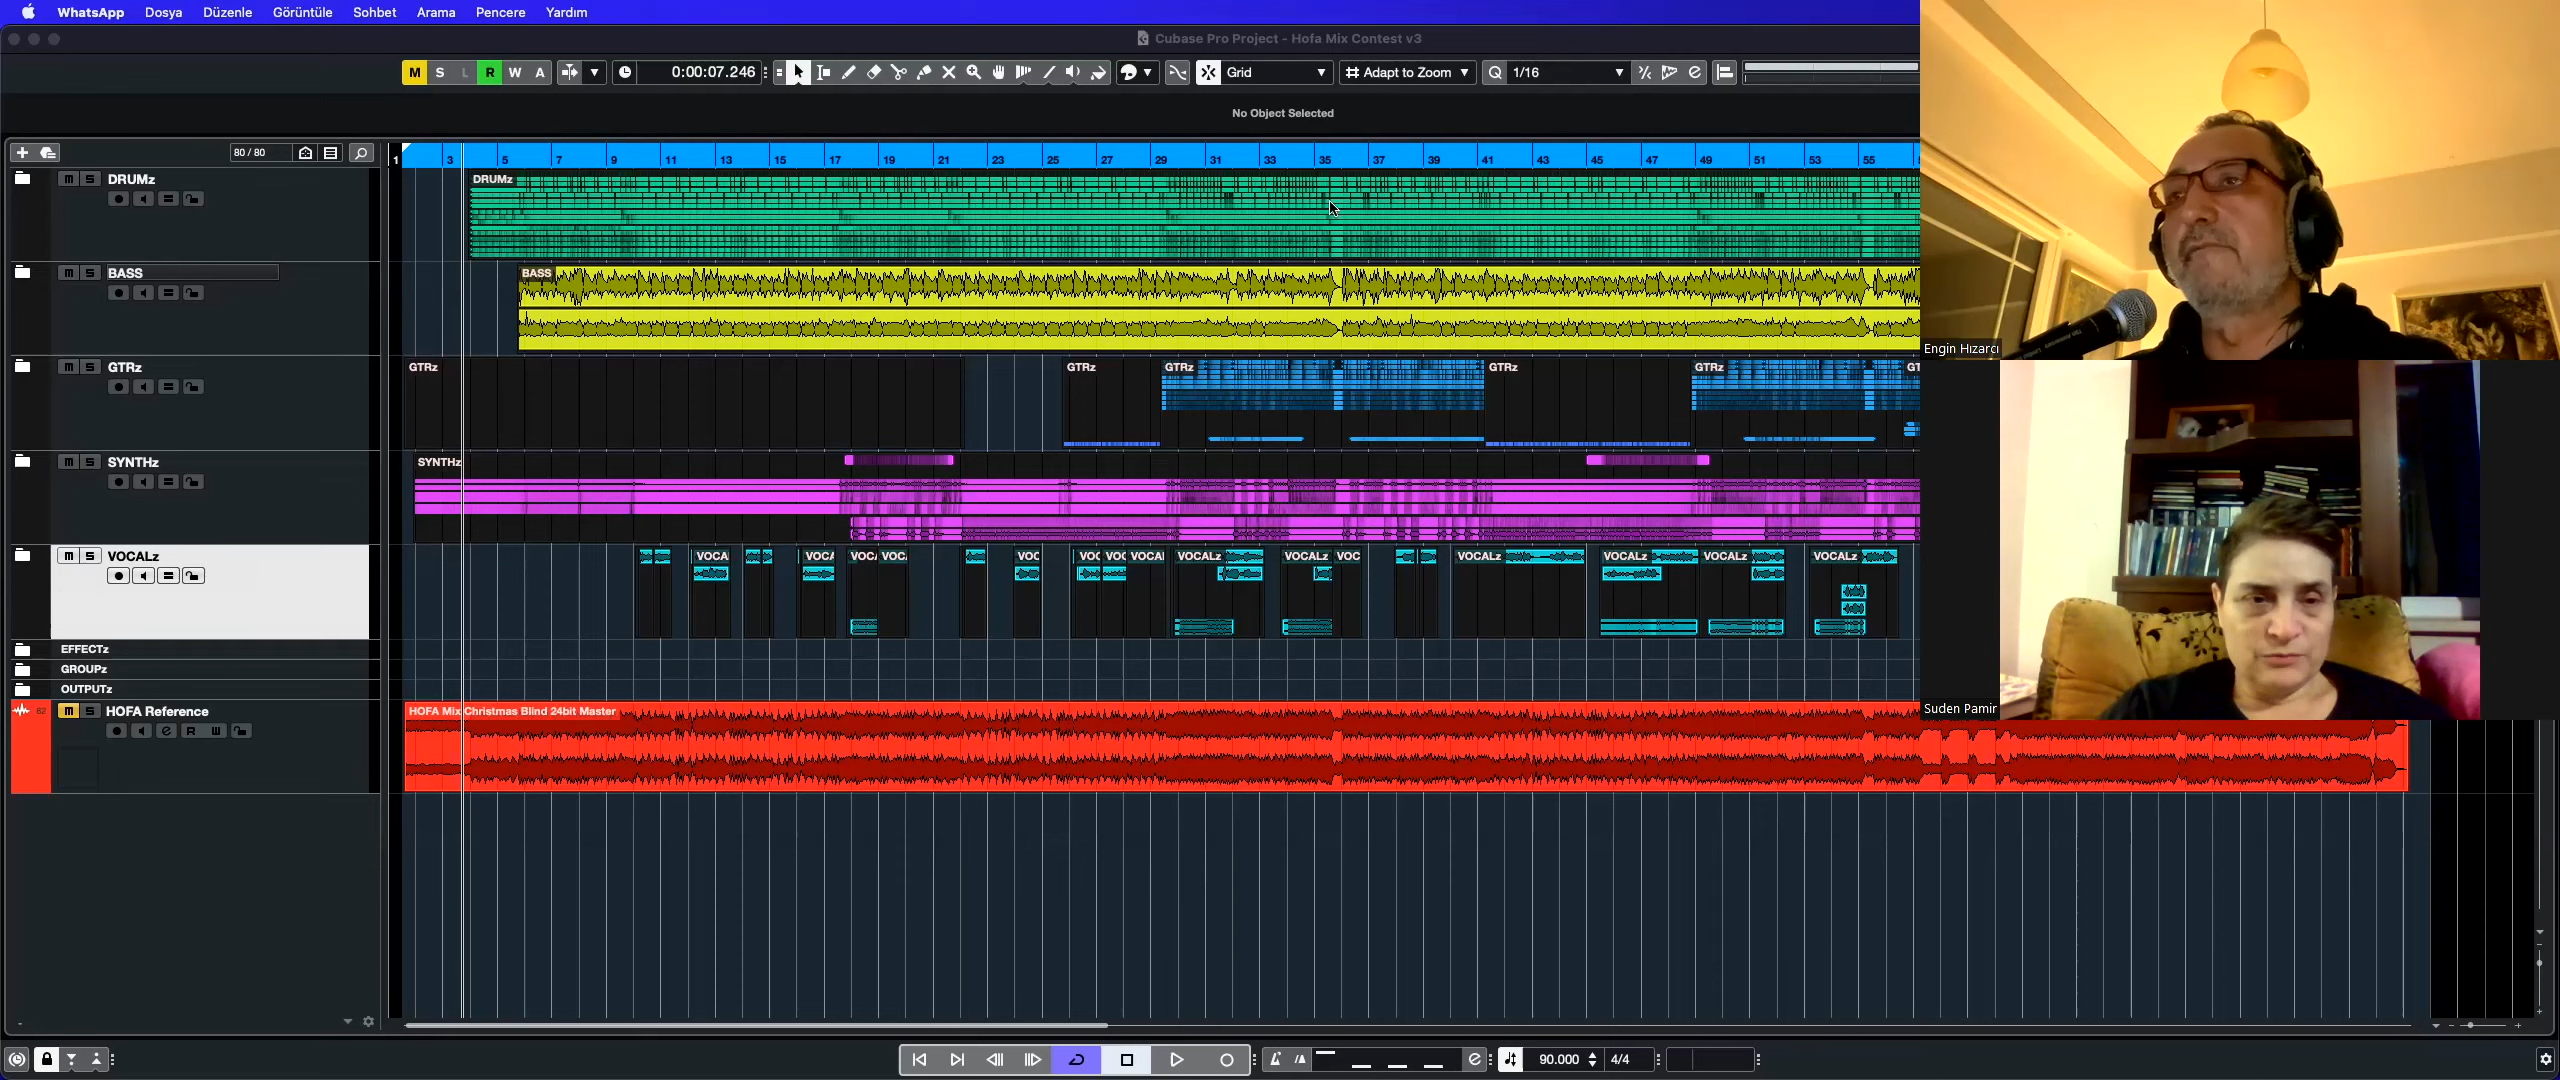 WhatsApp Dosya Düzenle Görüntüle Sohbet Arama Pencere Yardım
Cubase Pro Project - Hofa Mix Contest v3
M S L R W A 0:00:07.246 Grid Adapt to Zoom Q 1/16
No Object Selected
80 / 80
1 3 5 7 9 11 13 15 17 19 21 23 25 27 29 31 33 35 37 39 41 43 45 47 49 51 53 55
m S DRUMz
DRUMz
m S BASS
BASS
m S GTRz
GTRz GTRz GTRz GTRz GTRz
m S SYNTHz
SYNTHz
m S VOCALz
VOCALz VOCALz VOCALz VOCALz VOCALz VOCALz
EFFECTz
GROUPz
OUTPUTz
82 m S HOFA Reference
HOFA Mix Christmas Blind 24bit Master
e R
Engin Hızarcı
Suden Pamir
90.000 4/4